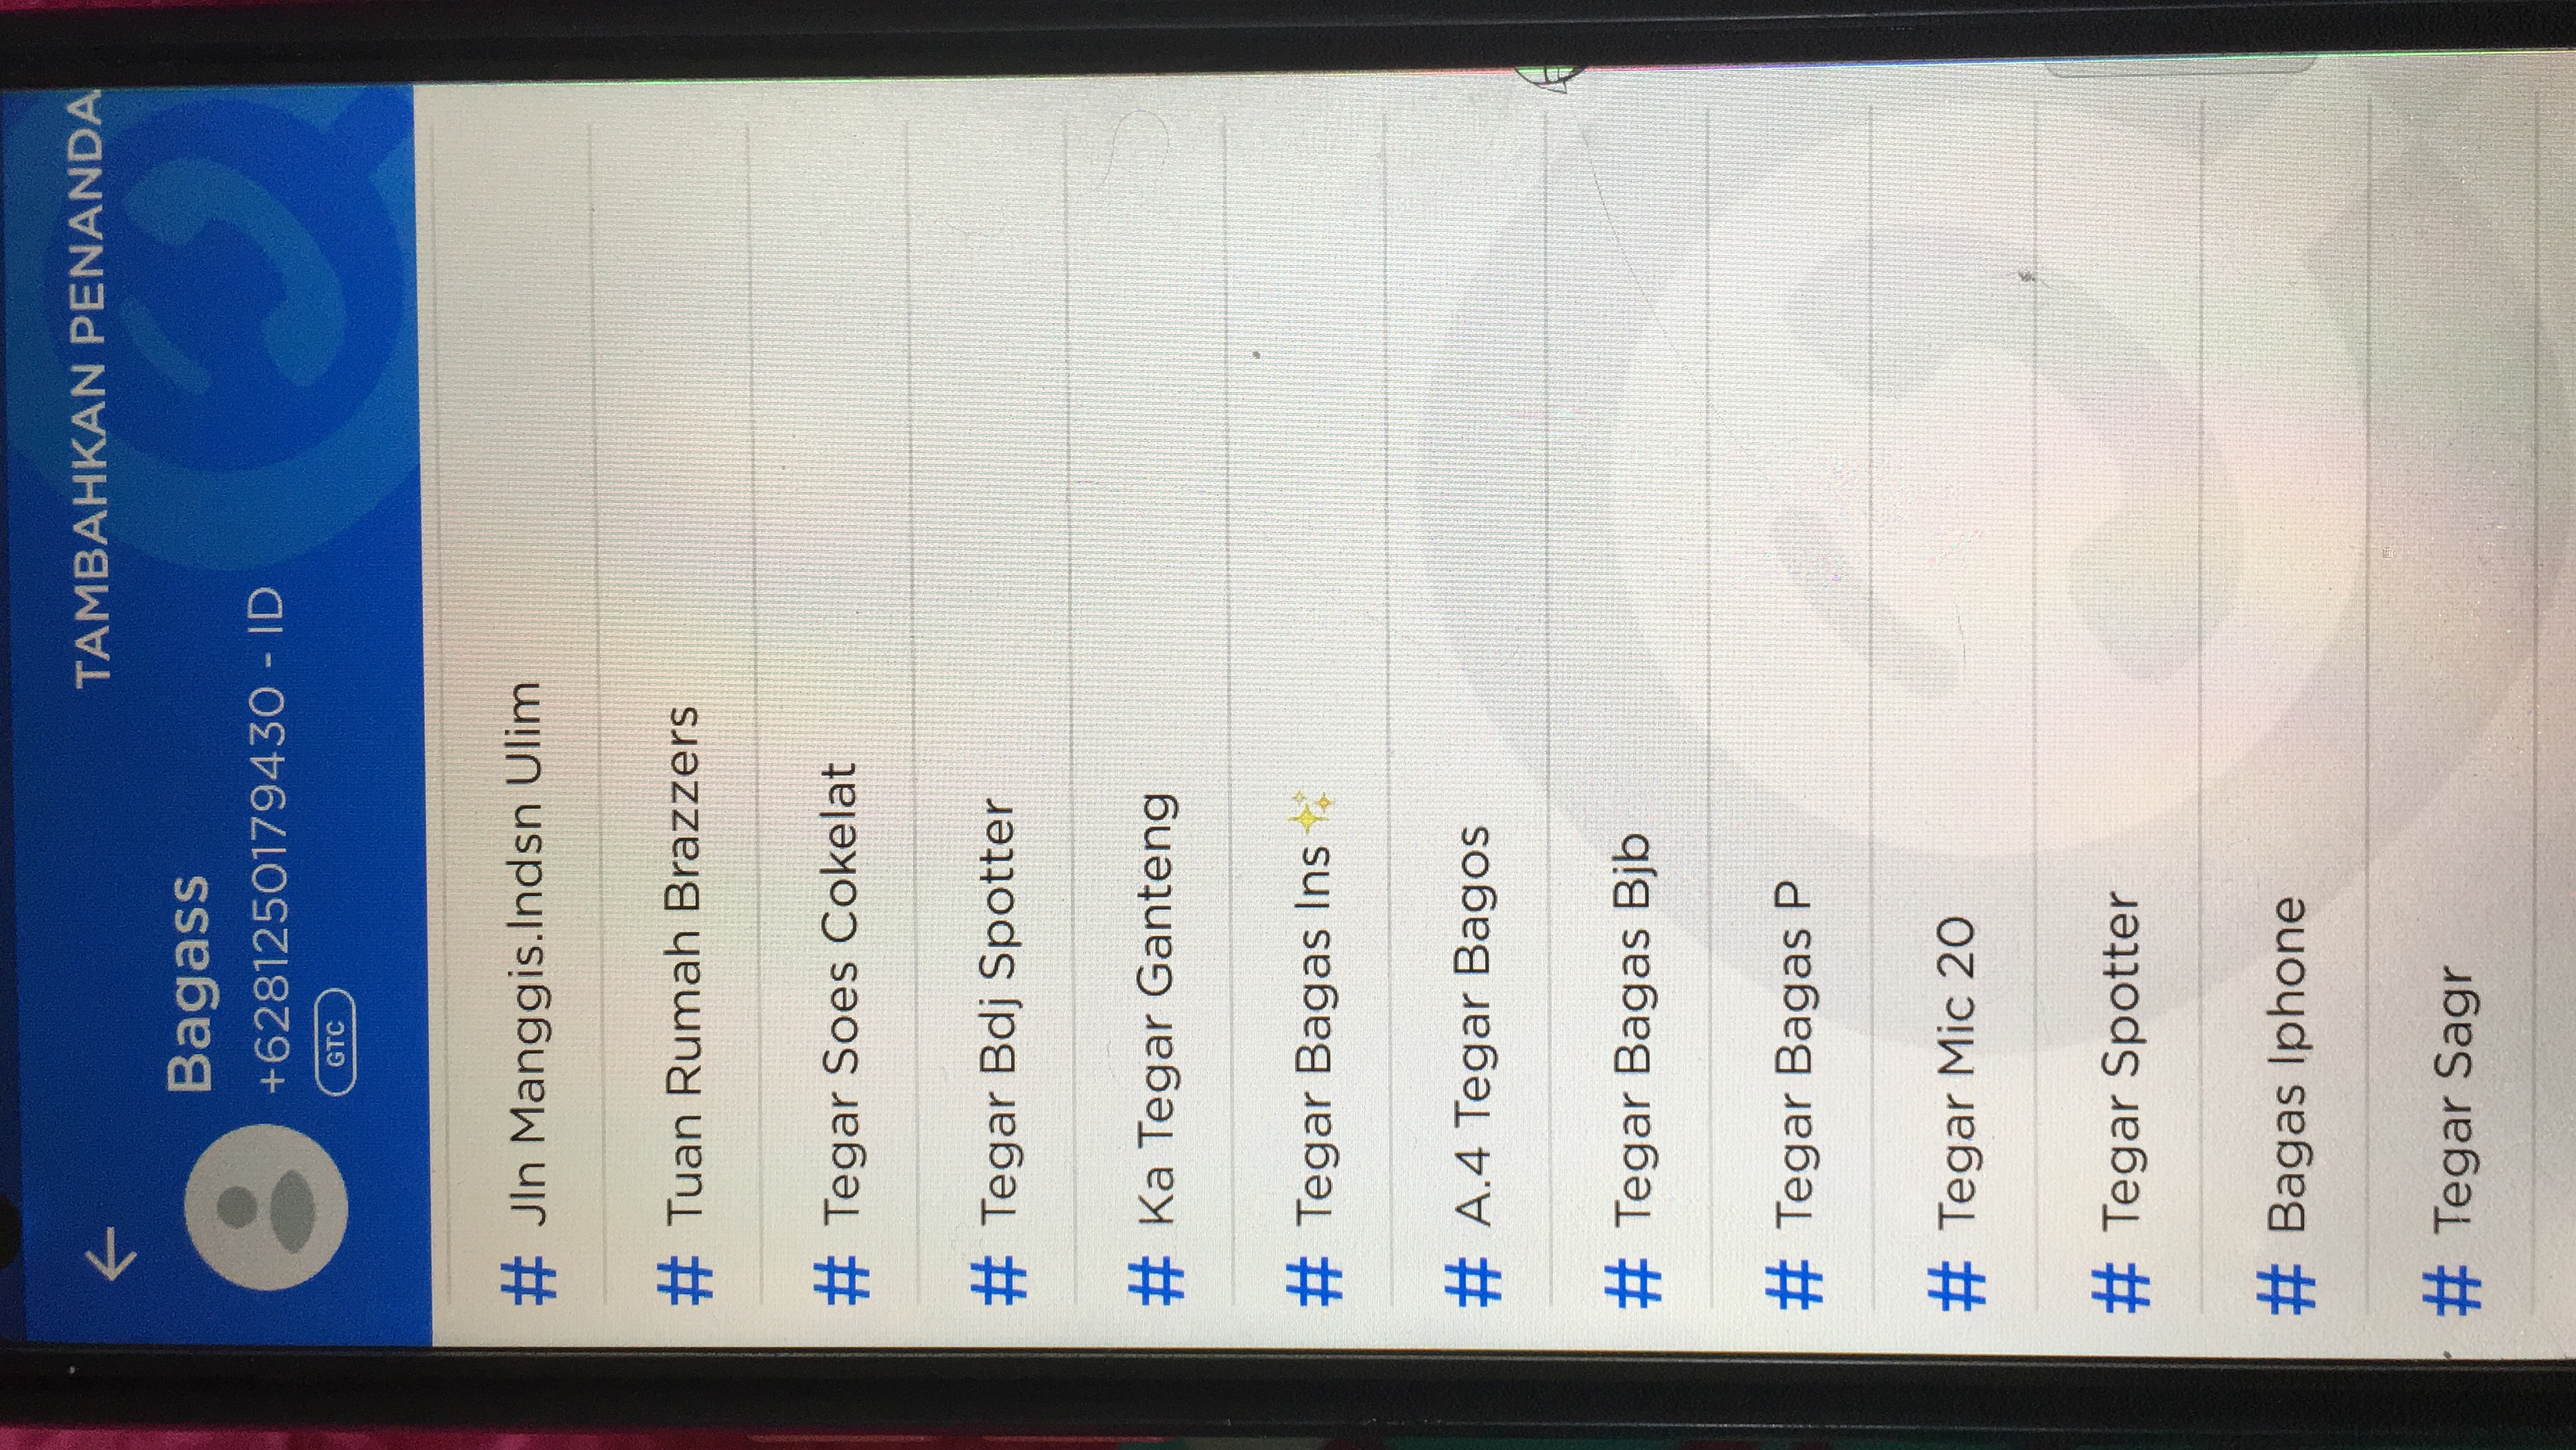 TAMBAHKAN PENANDA
Bagass
+6281250179430 - ID
GTC
# Jln Manggis.lndsn Ulim
# Tuan Rumah Brazzers
# Tegar Soes Cokelat
# Tegar Bdj Spotter
# Ka Tegar Ganteng
# Tegar Bagas Ins✨
# A.4 Tegar Bagos
# Tegar Bagas Bjb
# Tegar Bagas P
# Tegar Mic 20
# Tegar Spotter
# Bagas Iphone
# Tegar Sagr